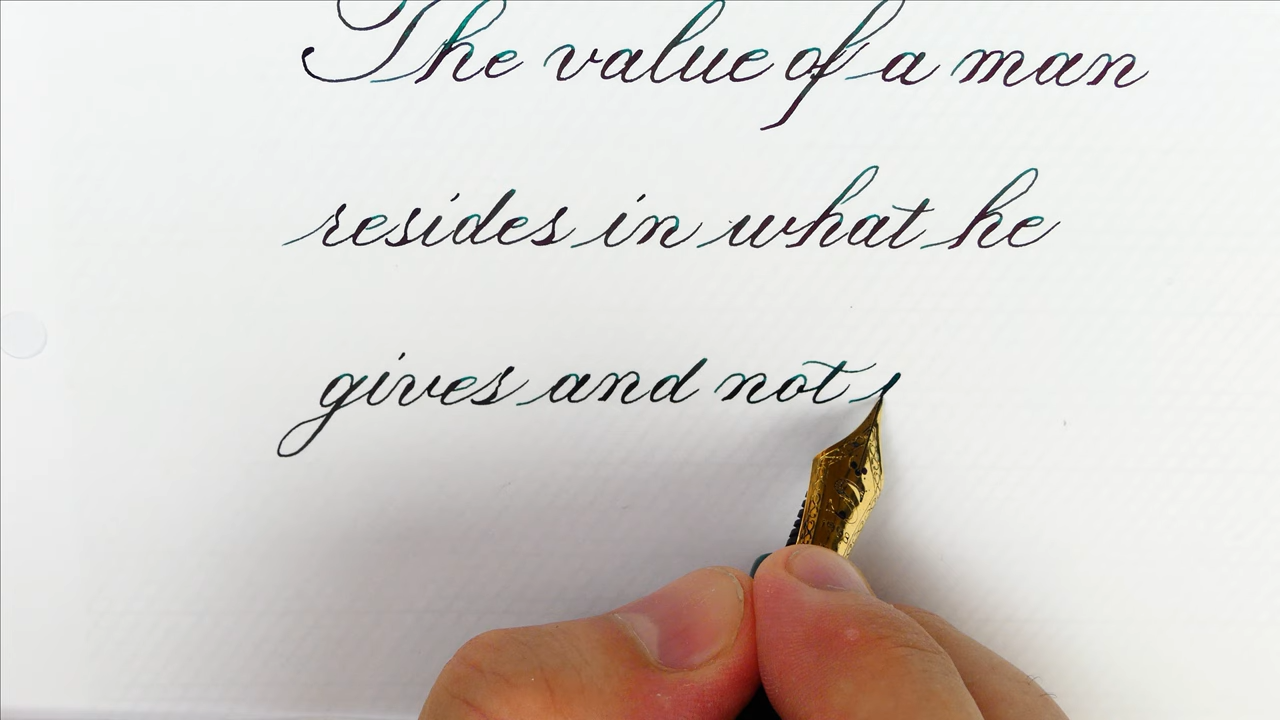 The value of a man
resides in what he
gives and not